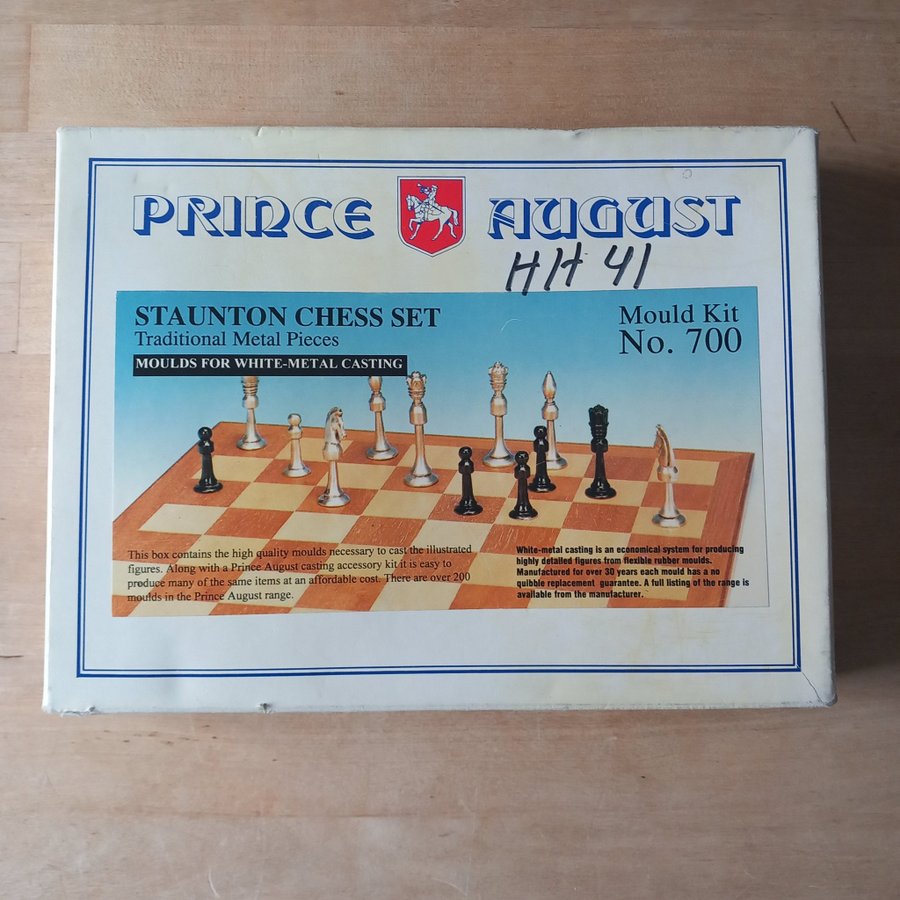 PRINCE AUGUST
HH 41
STAUNTON CHESS SET
Traditional Metal Pieces
MOULDS FOR WHITE-METAL CASTING
Mould Kit
No. 700
This box contains the high quality moulds necessary to cast the illustrated
figures. Along with a Prince August casting accessory kit it is easy to
produce many of the same items at an affordable cost. There are over 200
moulds in the Prince August range.
White-metal casting is an economical system for producing
highly detailed figures from flexible rubber moulds.
Manufactured for over 30 years each mould has a no
quibble replacement guarantee. A full listing of the range is
available from the manufacturer.